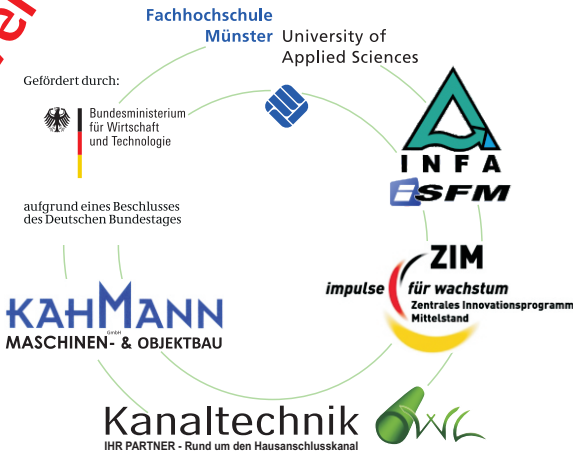 Fachhochschule
Münster University of
Applied Sciences
Gefördert durch:
Bundesministerium
für Wirtschaft
und Technologie
aufgrund eines Beschlusses
des Deutschen Bundestages
INFA
iSFM
ZIM
impulse für wachstum
Zentrales Innovationsprogramm
Mittelstand
KAHMANN
GmbH
MASCHINEN- & OBJEKTBAU
Kanaltechnik OWL
IHR PARTNER - Rund um den Hausanschlusskanal